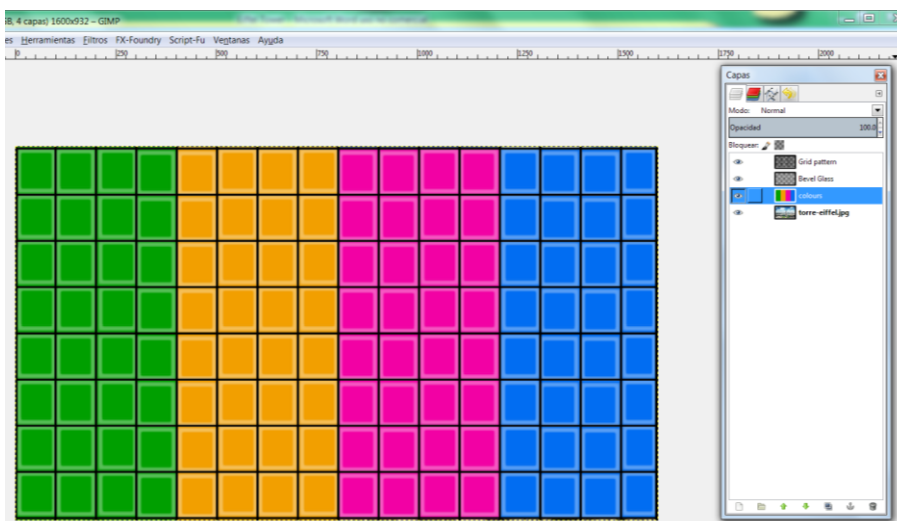 GB, 4 capas) 1600x932 – GIMP
es Herramientas Filtros FX-Foundry Script-Fu Ventanas Ayuda
0 250 500 750 1000 1250 1500 1750 2000
Capas
Modo: Normal
Opacidad 100.0
Bloquear:
Grid pattern
Bevel Glass
colours
torre-eiffel.jpg